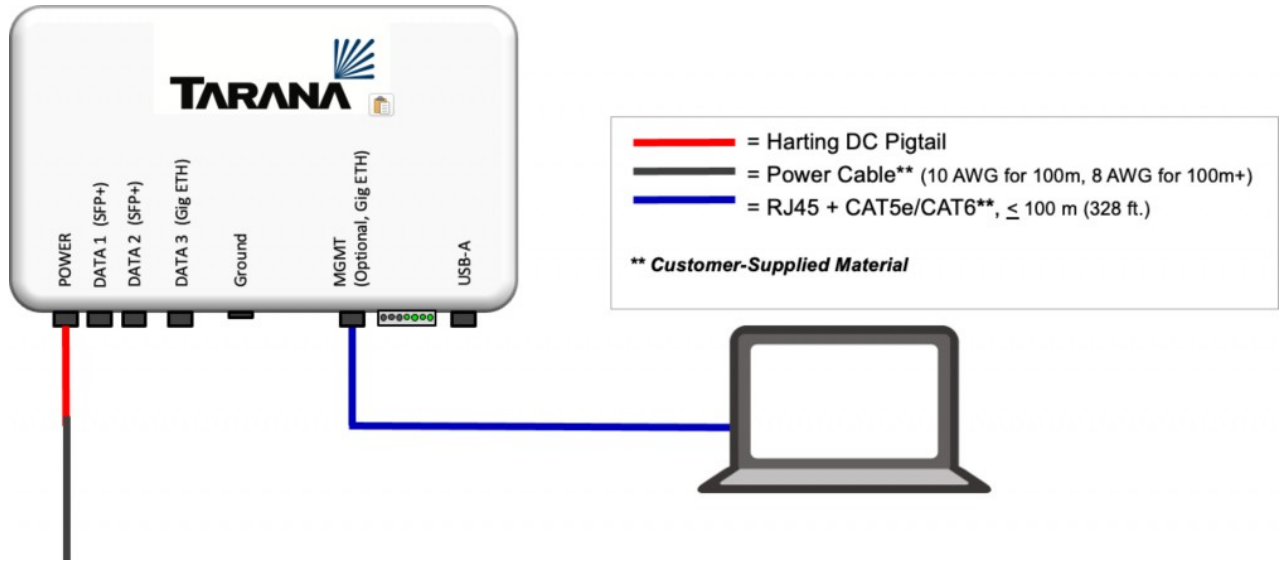 TARANA
POWER
DATA 1 (SFP+)
DATA 2 (SFP+)
DATA 3 (Gig ETH)
Ground
MGMT
(Optional, Gig ETH)
USB-A
= Harting DC Pigtail
= Power Cable** (10 AWG for 100m, 8 AWG for 100m+)
= RJ45 + CAT5e/CAT6**, ≤ 100 m (328 ft.)
** Customer-Supplied Material